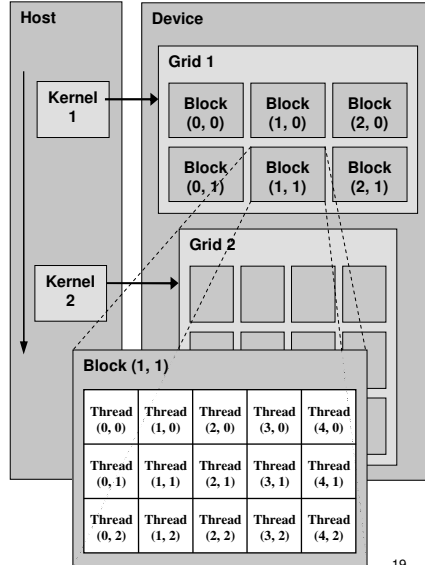 Host
Device
Grid 1
Kernel
1
Block
(0, 0)
Block
(1, 0)
Block
(2, 0)
Block
(0, 1)
Block
(1, 1)
Block
(2, 1)
Grid 2
Kernel
2
Block (1, 1)
Thread
(0, 0)
Thread
(1, 0)
Thread
(2, 0)
Thread
(3, 0)
Thread
(4, 0)
Thread
(0, 1)
Thread
(1, 1)
Thread
(2, 1)
Thread
(3, 1)
Thread
(4, 1)
Thread
(0, 2)
Thread
(1, 2)
Thread
(2, 2)
Thread
(3, 2)
Thread
(4, 2)
19